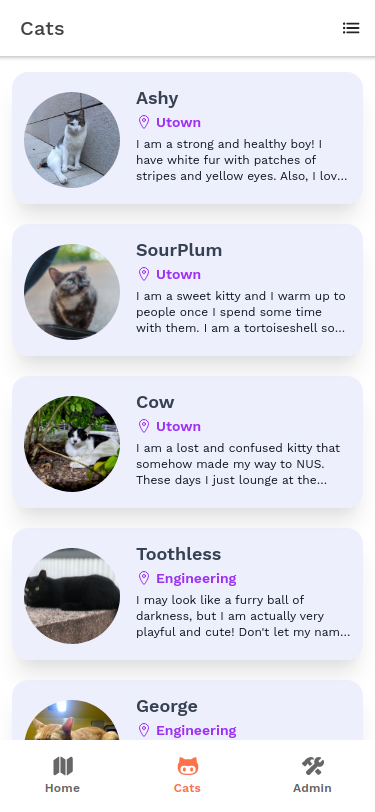 Cats
Ashy
Utown
I am a strong and healthy boy! I
have white fur with patches of
stripes and yellow eyes. Also, I lov...
SourPlum
Utown
I am a sweet kitty and I warm up to
people once I spend some time
with them. I am a tortoiseshell so...
Cow
Utown
I am a lost and confused kitty that
somehow made my way to NUS.
These days I just lounge at the...
Toothless
Engineering
I may look like a furry ball of
darkness, but I am actually very
playful and cute! Don't let my nam...
George
Engineering
Home
Cats
Admin